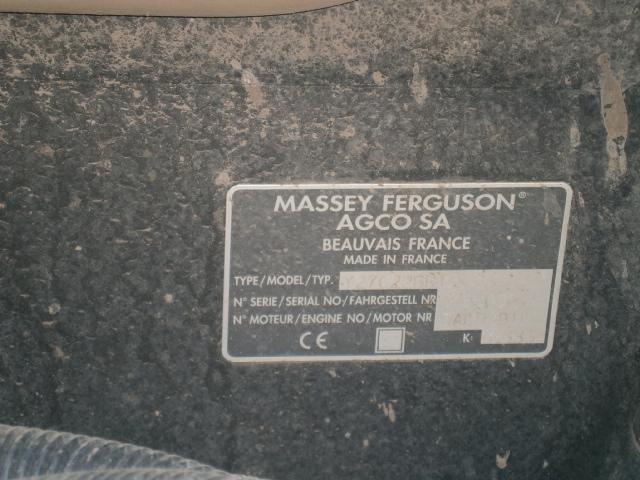 MASSEY FERGUSON®
AGCO SA
BEAUVAIS FRANCE
MADE IN FRANCE
TYPE/MODEL/TYP.
N° SERIE/SERIAL NO/FAHRGESTELL NR
N° MOTEUR/ENGINE NO/MOTOR NR
CE K